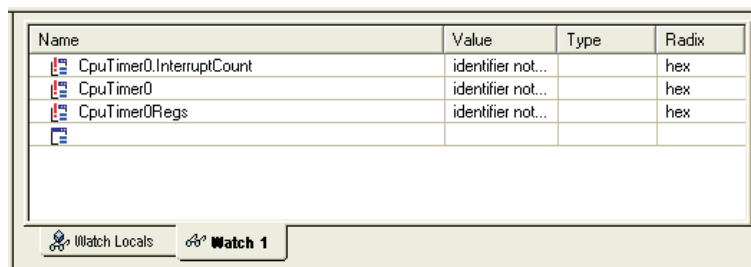 Name Value Type Radix
CpuTimer0.InterruptCount identifier not... hex
CpuTimer0 identifier not... hex
CpuTimer0Regs identifier not... hex
Watch Locals Watch 1